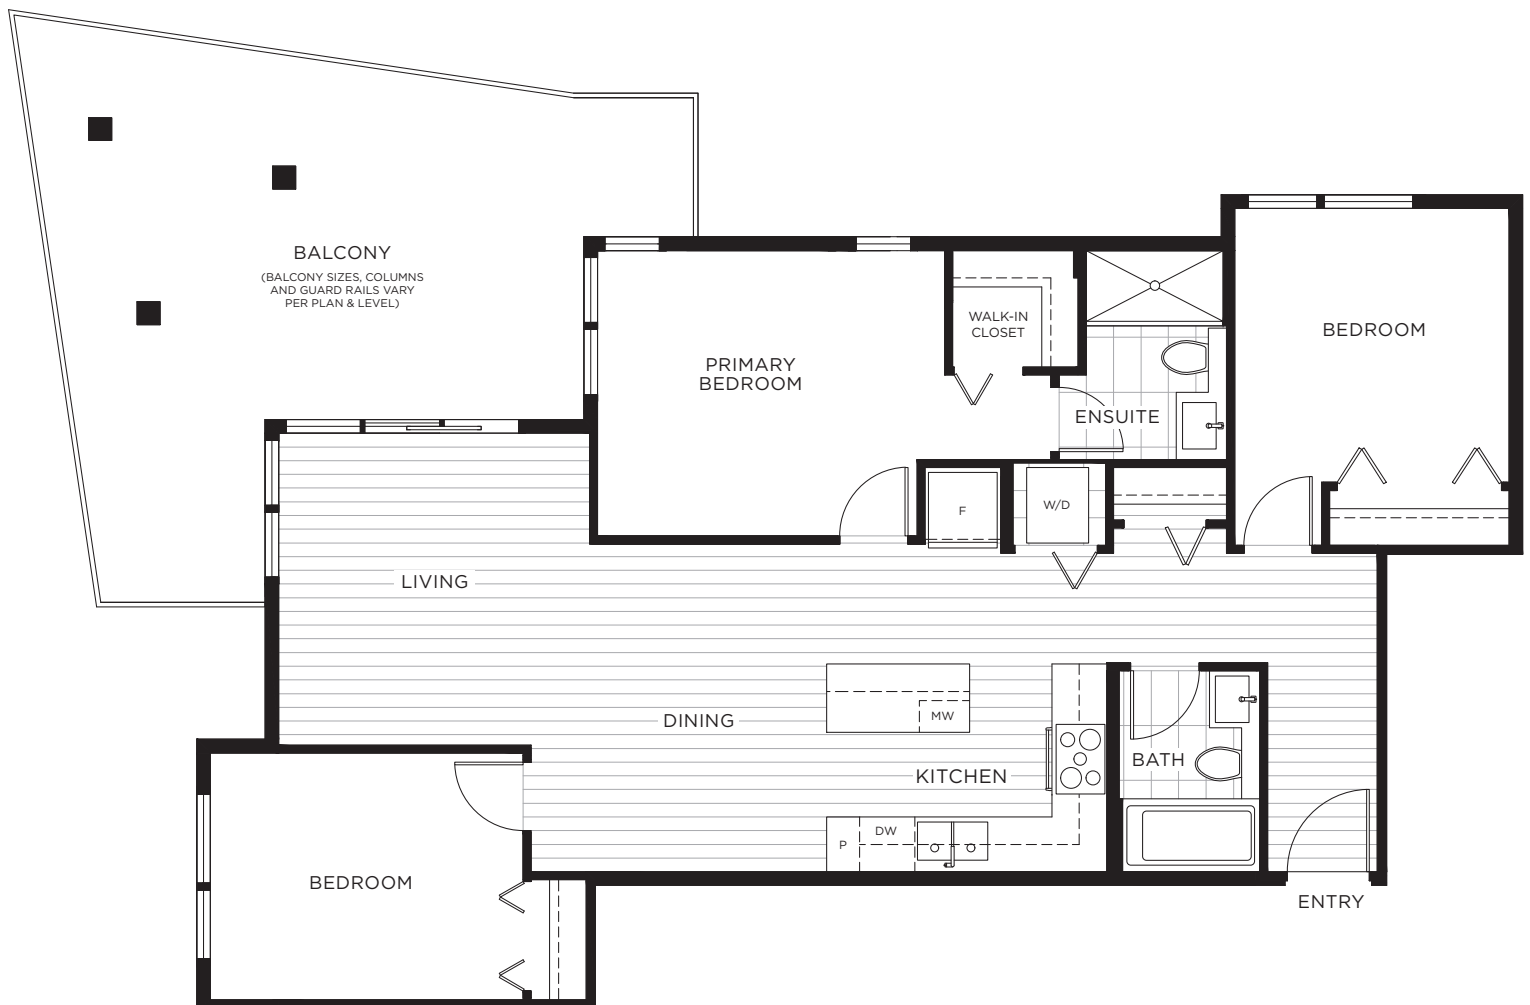 BALCONY
(BALCONY SIZES, COLUMNS
AND GUARD RAILS VARY
PER PLAN & LEVEL)
WALK-IN
CLOSET
BEDROOM
PRIMARY
BEDROOM
ENSUITE
F
W/D
LIVING
DINING
MW
BATH
KITCHEN
DW
P
BEDROOM
ENTRY